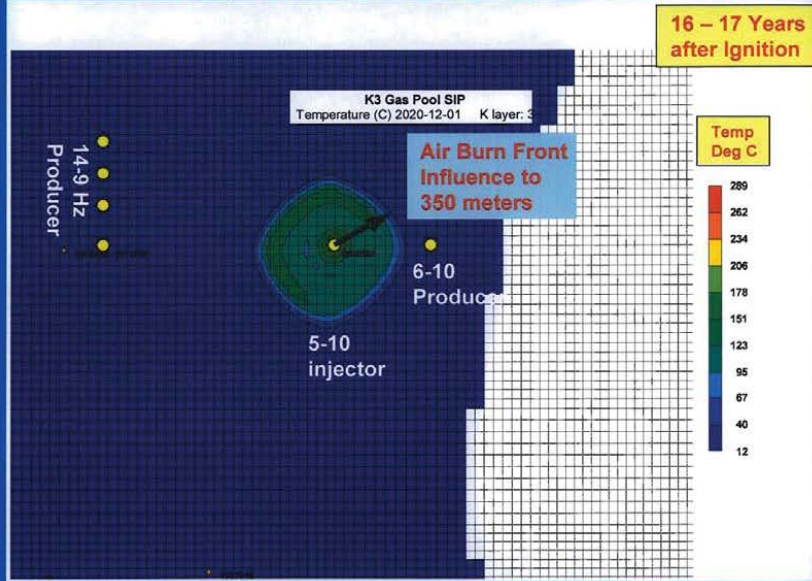 16 – 17 Years
after Ignition
K3 Gas Pool SIP
Temperature (C) 2020-12-01 K layer: 3
Air Burn Front
Influence to
350 meters
14-9 Hz
Producer
6-10
Producer
5-10
injector
Temp
Deg C
289
262
234
206
178
151
123
95
67
40
12